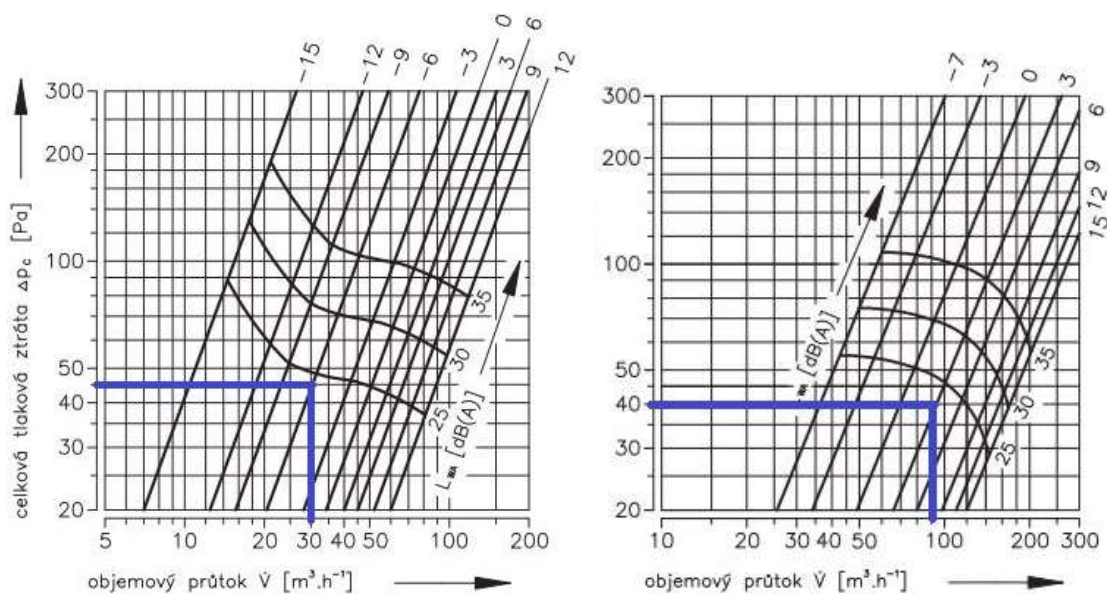 -15 -12 -9 -6 -3 0 3 6 9 12
300
200
100
50
40
30
20
celková tlaková ztráta Δpc [Pa]
35
30
25
LWA [dB(A)]
5 10 20 30 40 50 100 200
objemový průtok V̇ [m³.h⁻¹]
-7 -3 0 3 6 9 12 15
300
200
100
50
40
30
20
[dB(A)]
35
30
25
10 20 30 40 50 100 200 300
objemový průtok V̇ [m³.h⁻¹]